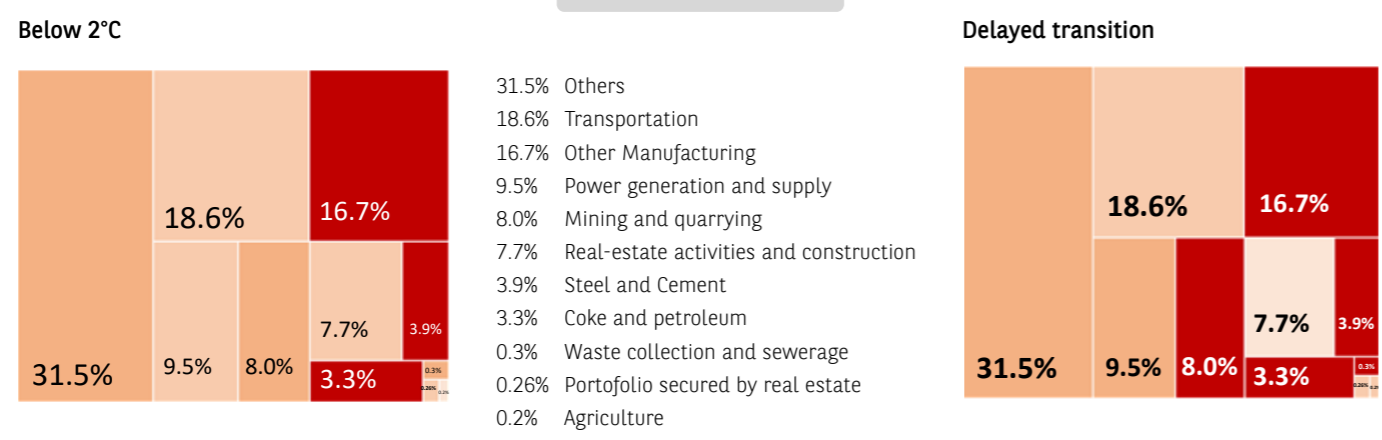 Below 2°C
18.6%
16.7%
31.5%
9.5%
8.0%
7.7%
3.9%
3.3%
0.3%
0.26%
0.2%
31.5% Others
18.6% Transportation
16.7% Other Manufacturing
9.5% Power generation and supply
8.0% Mining and quarrying
7.7% Real-estate activities and construction
3.9% Steel and Cement
3.3% Coke and petroleum
0.3% Waste collection and sewerage
0.26% Portofolio secured by real estate
0.2% Agriculture
Delayed transition
18.6%
16.7%
31.5%
9.5%
8.0%
7.7%
3.9%
3.3%
0.3%
0.26%